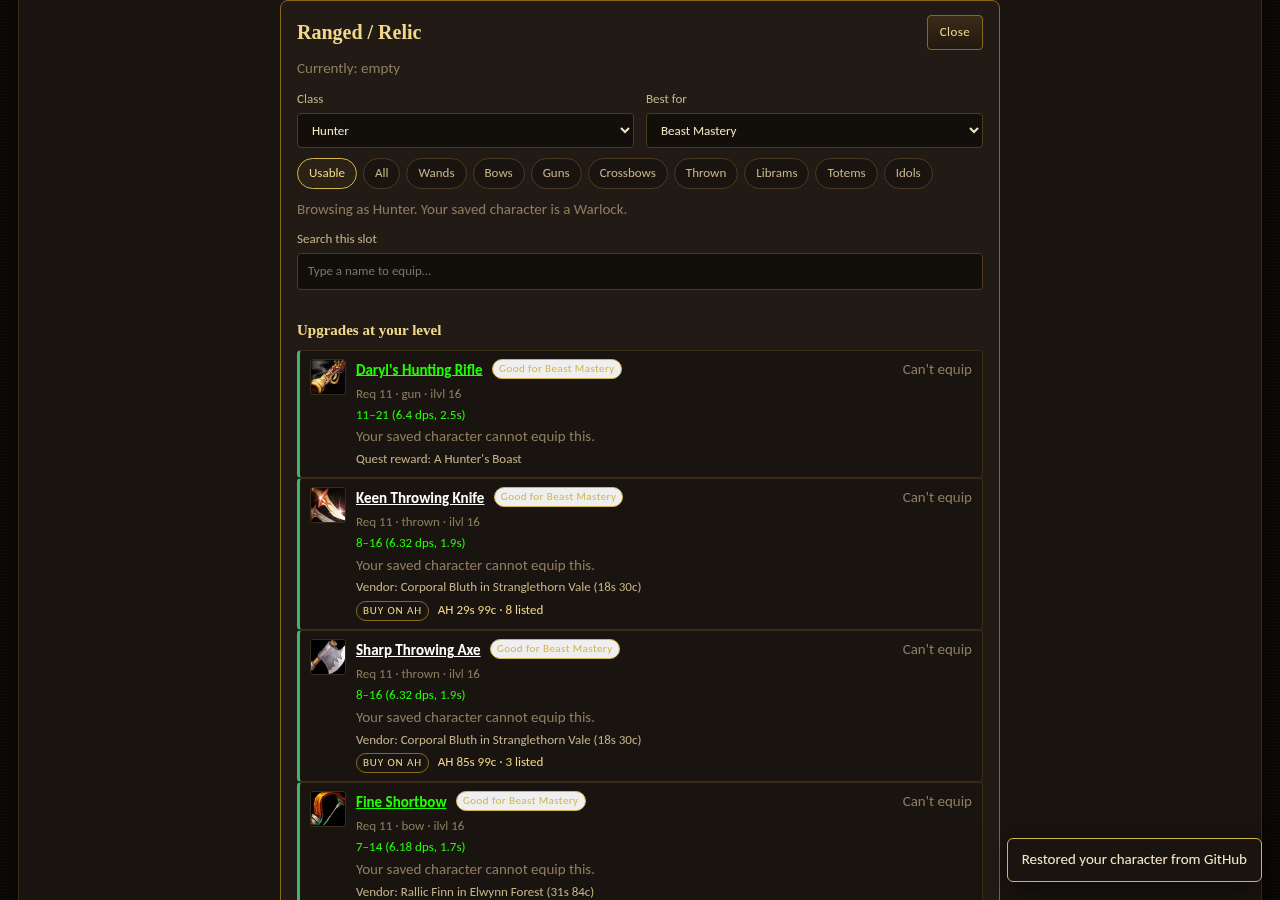 Ranged / Relic
Close
Currently: empty
Class
Best for
Hunter
Beast Mastery
Usable
All
Wands
Bows
Guns
Crossbows
Thrown
Librams
Totems
Idols
Browsing as Hunter. Your saved character is a Warlock.
Search this slot
Type a name to equip...
Upgrades at your level
Daryl's Hunting Rifle Good for Beast Mastery Can't equip
Req 11 · gun · ilvl 16
11–21 (6.4 dps, 2.5s)
Your saved character cannot equip this.
Quest reward: A Hunter's Boast
Keen Throwing Knife Good for Beast Mastery Can't equip
Req 11 · thrown · ilvl 16
8–16 (6.32 dps, 1.9s)
Your saved character cannot equip this.
Vendor: Corporal Bluth in Stranglethorn Vale (18s 30c)
BUY ON AH AH 29s 99c · 8 listed
Sharp Throwing Axe Good for Beast Mastery Can't equip
Req 11 · thrown · ilvl 16
8–16 (6.32 dps, 1.9s)
Your saved character cannot equip this.
Vendor: Corporal Bluth in Stranglethorn Vale (18s 30c)
BUY ON AH AH 85s 99c · 3 listed
Fine Shortbow Good for Beast Mastery Can't equip
Req 11 · bow · ilvl 16
7–14 (6.18 dps, 1.7s)
Your saved character cannot equip this.
Vendor: Rallic Finn in Elwynn Forest (31s 84c)
Restored your character from GitHub